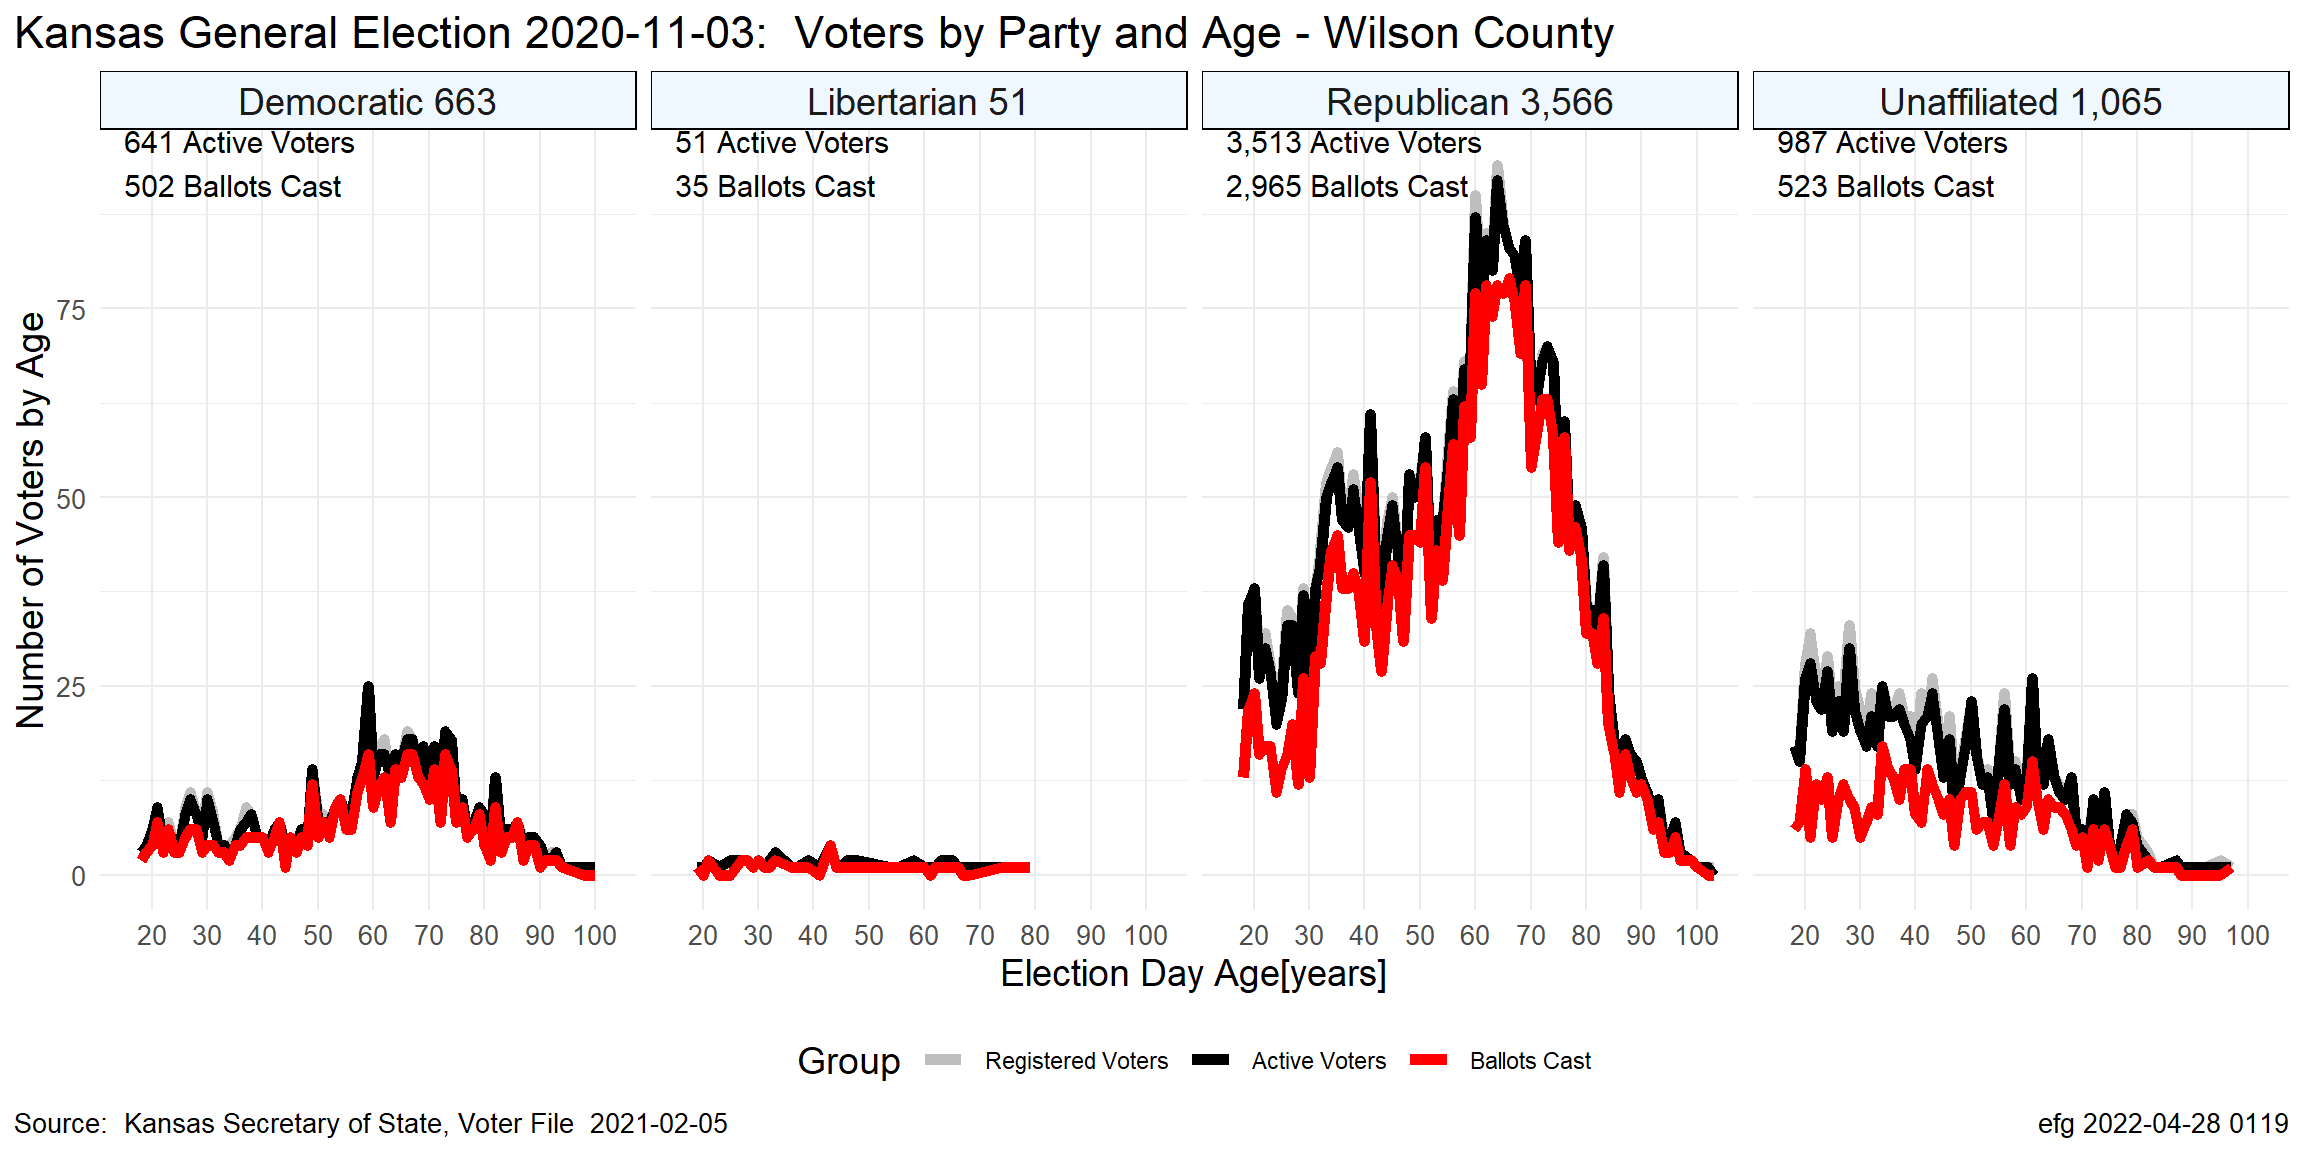 Kansas General Election 2020-11-03:  Voters by Party and Age - Wilson County
Democratic 663
Libertarian 51
Republican 3,566
Unaffiliated 1,065
641 Active Voters
502 Ballots Cast
51 Active Voters
35 Ballots Cast
3,513 Active Voters
2,965 Ballots Cast
987 Active Voters
523 Ballots Cast
Number of Voters by Age
75
50
25
0
20 30 40 50 60 70 80 90 100
20 30 40 50 60 70 80 90 100
20 30 40 50 60 70 80 90 100
20 30 40 50 60 70 80 90 100
Election Day Age[years]
Group Registered Voters Active Voters Ballots Cast
Source:  Kansas Secretary of State, Voter File  2021-02-05
efg 2022-04-28 0119